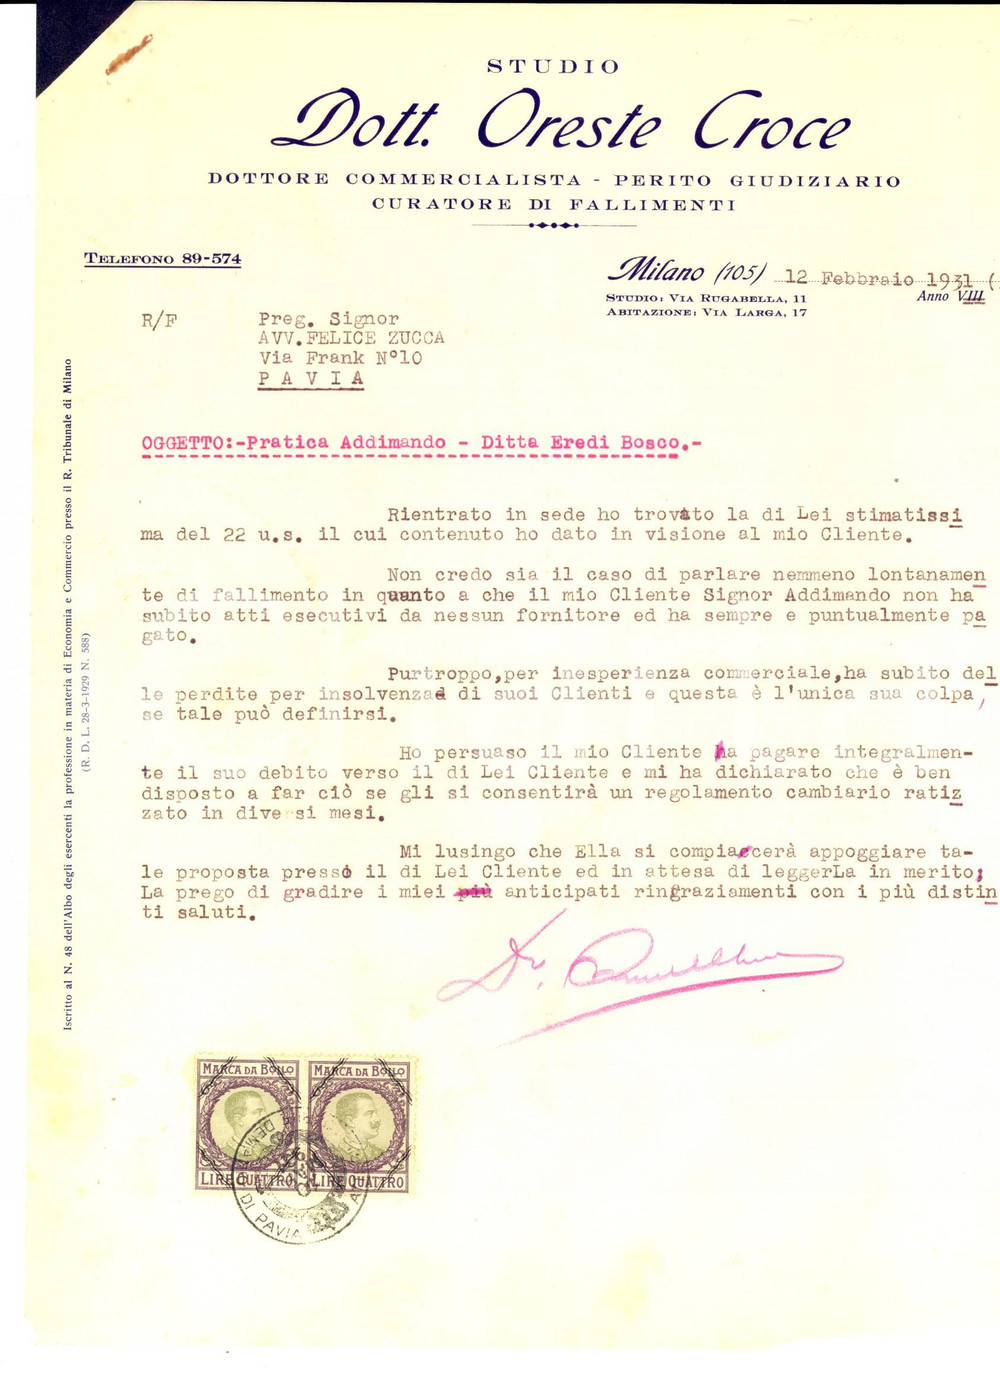 STUDIO
Dott. Oreste Croce
DOTTORE COMMERCIALISTA - PERITO GIUDIZIARIO
CURATORE DI FALLIMENTI
TELEFONO 89-574
Milano (105) 12 Febbraio 1931 (
STUDIO: VIA RUGABELLA, 11
Anno VIII
ABITAZIONE: VIA LARGA, 17
R/F
Preg. Signor
AVV.FELICE ZUCCA
Via Frank N°10
P A V I A
OGGETTO:-Pratica Addimando - Ditta Eredi Bosco.-
Rientrato in sede ho trovato la di Lei stimatissi
ma del 22 u.s. il cui contenuto ho dato in visione al mio Cliente.
Non credo sia il caso di parlare nemmeno lontanamen
te di fallimento in quanto a che il mio Cliente Signor Addimando non ha
subito atti esecutivi da nessun fornitore ed ha sempre e puntualmente pa
gato.
Purtroppo,per inesperienza commerciale,ha subito del
le perdite per insolvenza di suoi Clienti e questa è l'unica sua colpa,
se tale può definirsi.
Ho persuaso il mio Cliente ha pagare integralmen-
te il suo debito verso il di Lei Cliente e mi ha dichiarato che è ben
disposto a far ciò se gli si consentirà un regolamento cambiario ratiz
zato in diversi mesi.
Mi lusingo che Ella si compiaccerà appoggiare ta-
le proposta presso il di Lei Cliente ed in attesa di leggerLa in merito;
La prego di gradire i miei più anticipati ringraziamenti con i più distin
ti saluti.
Dr.
MARCA DA BOLLO
MARCA DA BOLLO
LIRE QUATTRO
LIRE QUATTRO
DI PAVIA
Iscritto al N. 48 dell'Albo degli esercenti la professione in materia di Economia e Commercio presso il R. Tribunale di Milano
(R. D. L. 28-3-1929 N. 588)